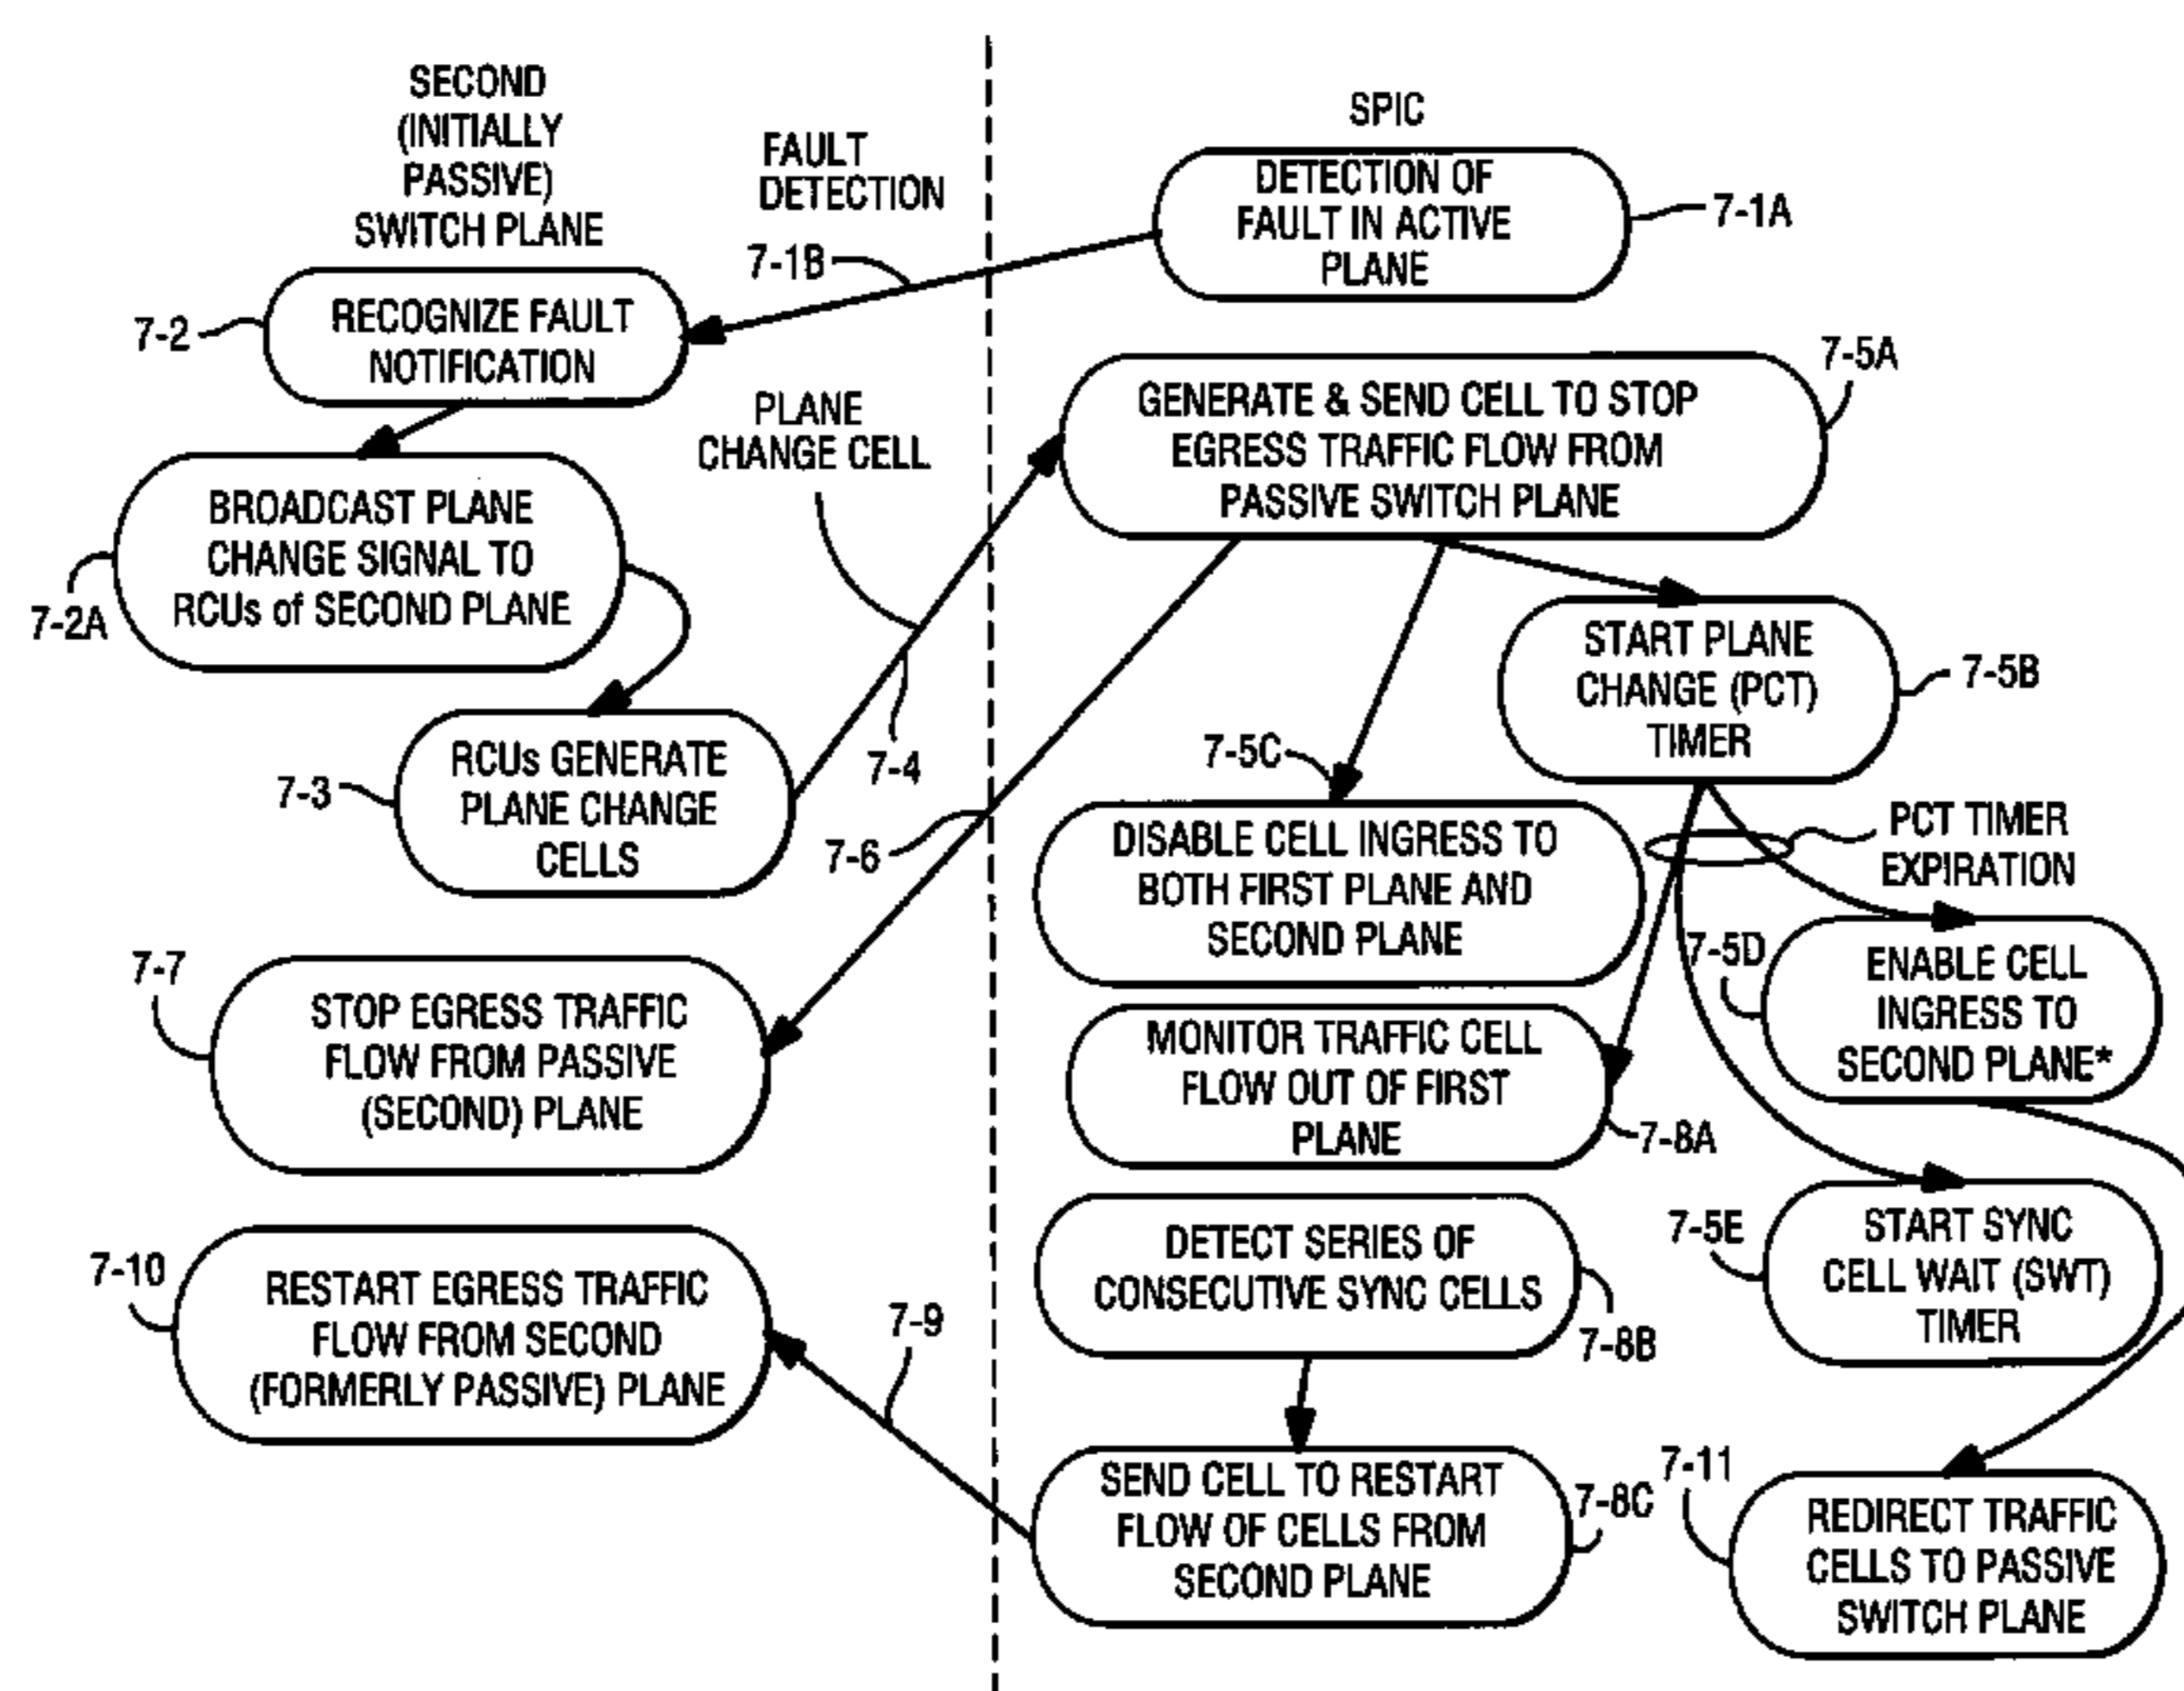 SECOND
(INITIALLY
PASSIVE)
SWITCH PLANE
FAULT
DETECTION
SPIC
DETECTION OF
FAULT IN ACTIVE
PLANE
7-1A
7-1B
7-2
RECOGNIZE FAULT
NOTIFICATION
7-5A
GENERATE & SEND CELL TO STOP
EGRESS TRAFFIC FLOW FROM
PASSIVE SWITCH PLANE
PLANE
CHANGE CELL
BROADCAST PLANE
CHANGE SIGNAL TO
RCUs of SECOND PLANE
7-2A
START PLANE
CHANGE (PCT)
TIMER
7-5B
7-3
RCUs GENERATE
PLANE CHANGE
CELLS
7-4
7-5C
7-6
DISABLE CELL INGRESS TO
BOTH FIRST PLANE AND
SECOND PLANE
PCT TIMER
EXPIRATION
7-7
STOP EGRESS TRAFFIC
FLOW FROM PASSIVE
(SECOND) PLANE
MONITOR TRAFFIC CELL
FLOW OUT OF FIRST
PLANE
7-8A
7-5D
ENABLE CELL
INGRESS TO
SECOND PLANE*
7-10
RESTART EGRESS TRAFFIC
FLOW FROM SECOND
(FORMERLY PASSIVE) PLANE
7-9
DETECT SERIES OF
CONSECUTIVE SYNC CELLS
7-8B
7-5E
START SYNC
CELL WAIT (SWT)
TIMER
SEND CELL TO RESTART
FLOW OF CELLS FROM
SECOND PLANE
7-8C
7-11
REDIRECT TRAFFIC
CELLS TO PASSIVE
SWITCH PLANE